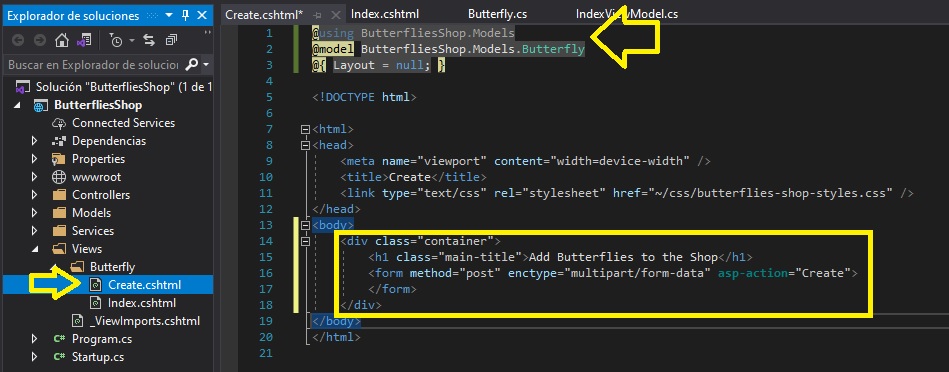 Explorador de soluciones
Buscar en Explorador de solucion
Solución "ButterfliesShop" (1 de 1
ButterfliesShop
Connected Services
Dependencias
Properties
wwwroot
Controllers
Models
Services
Views
Butterfly
Create.cshtml
Index.cshtml
_ViewImports.cshtml
C# Program.cs
C# Startup.cs
Create.cshtml* Index.cshtml Butterfly.cs IndexViewModel.cs
1 @using ButterfliesShop.Models
2 @model ButterfliesShop.Models.Butterfly
3 @{ Layout = null; }
4
5 <!DOCTYPE html>
6
7 <html>
8 <head>
9 <meta name="viewport" content="width=device-width" />
10 <title>Create</title>
11 <link type="text/css" rel="stylesheet" href="~/css/butterflies-shop-styles.css" />
12 </head>
13 <body>
14 <div class="container">
15 <h1 class="main-title">Add Butterflies to the Shop</h1>
16 <form method="post" enctype="multipart/form-data" asp-action="Create">
17 </form>
18 </div>
19 </body>
20 </html>
21